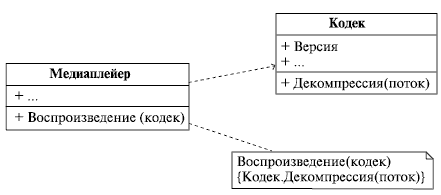 Кодек
+ Версия
+ ...
+ Декомпрессия(поток)
Медиаплейер
+ ...
+ Воспроизведение (кодек)
Воспроизведение(кодек)
{Кодек.Декомпрессия(поток)}